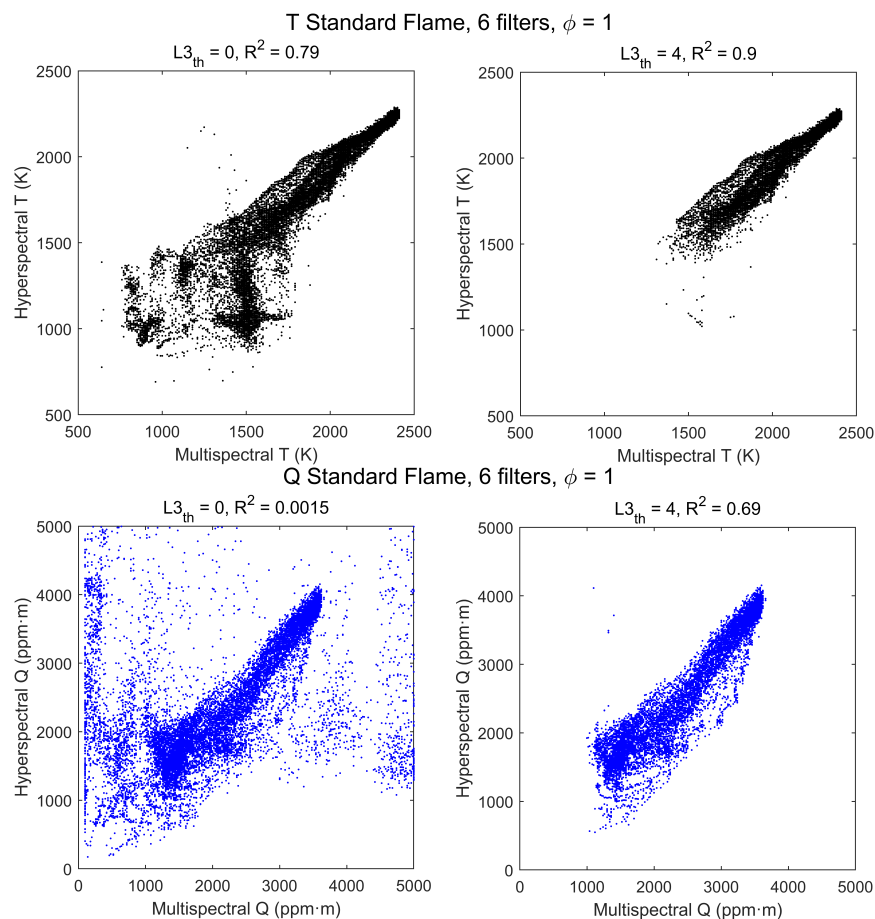 T Standard Flame, 6 filters, ϕ = 1
L3th = 0, R² = 0.79
2500
2000
1500
1000
500
Hyperspectral T (K)
500 1000 1500 2000 2500
Multispectral T (K)
L3th = 4, R² = 0.9
2500
2000
1500
1000
500
Hyperspectral T (K)
500 1000 1500 2000 2500
Multispectral T (K)
Q Standard Flame, 6 filters, ϕ = 1
L3th = 0, R² = 0.0015
5000
4000
3000
2000
1000
0
Hyperspectral Q (ppm·m)
0 1000 2000 3000 4000 5000
Multispectral Q (ppm·m)
L3th = 4, R² = 0.69
5000
4000
3000
2000
1000
0
Hyperspectral Q (ppm·m)
0 1000 2000 3000 4000 5000
Multispectral Q (ppm·m)